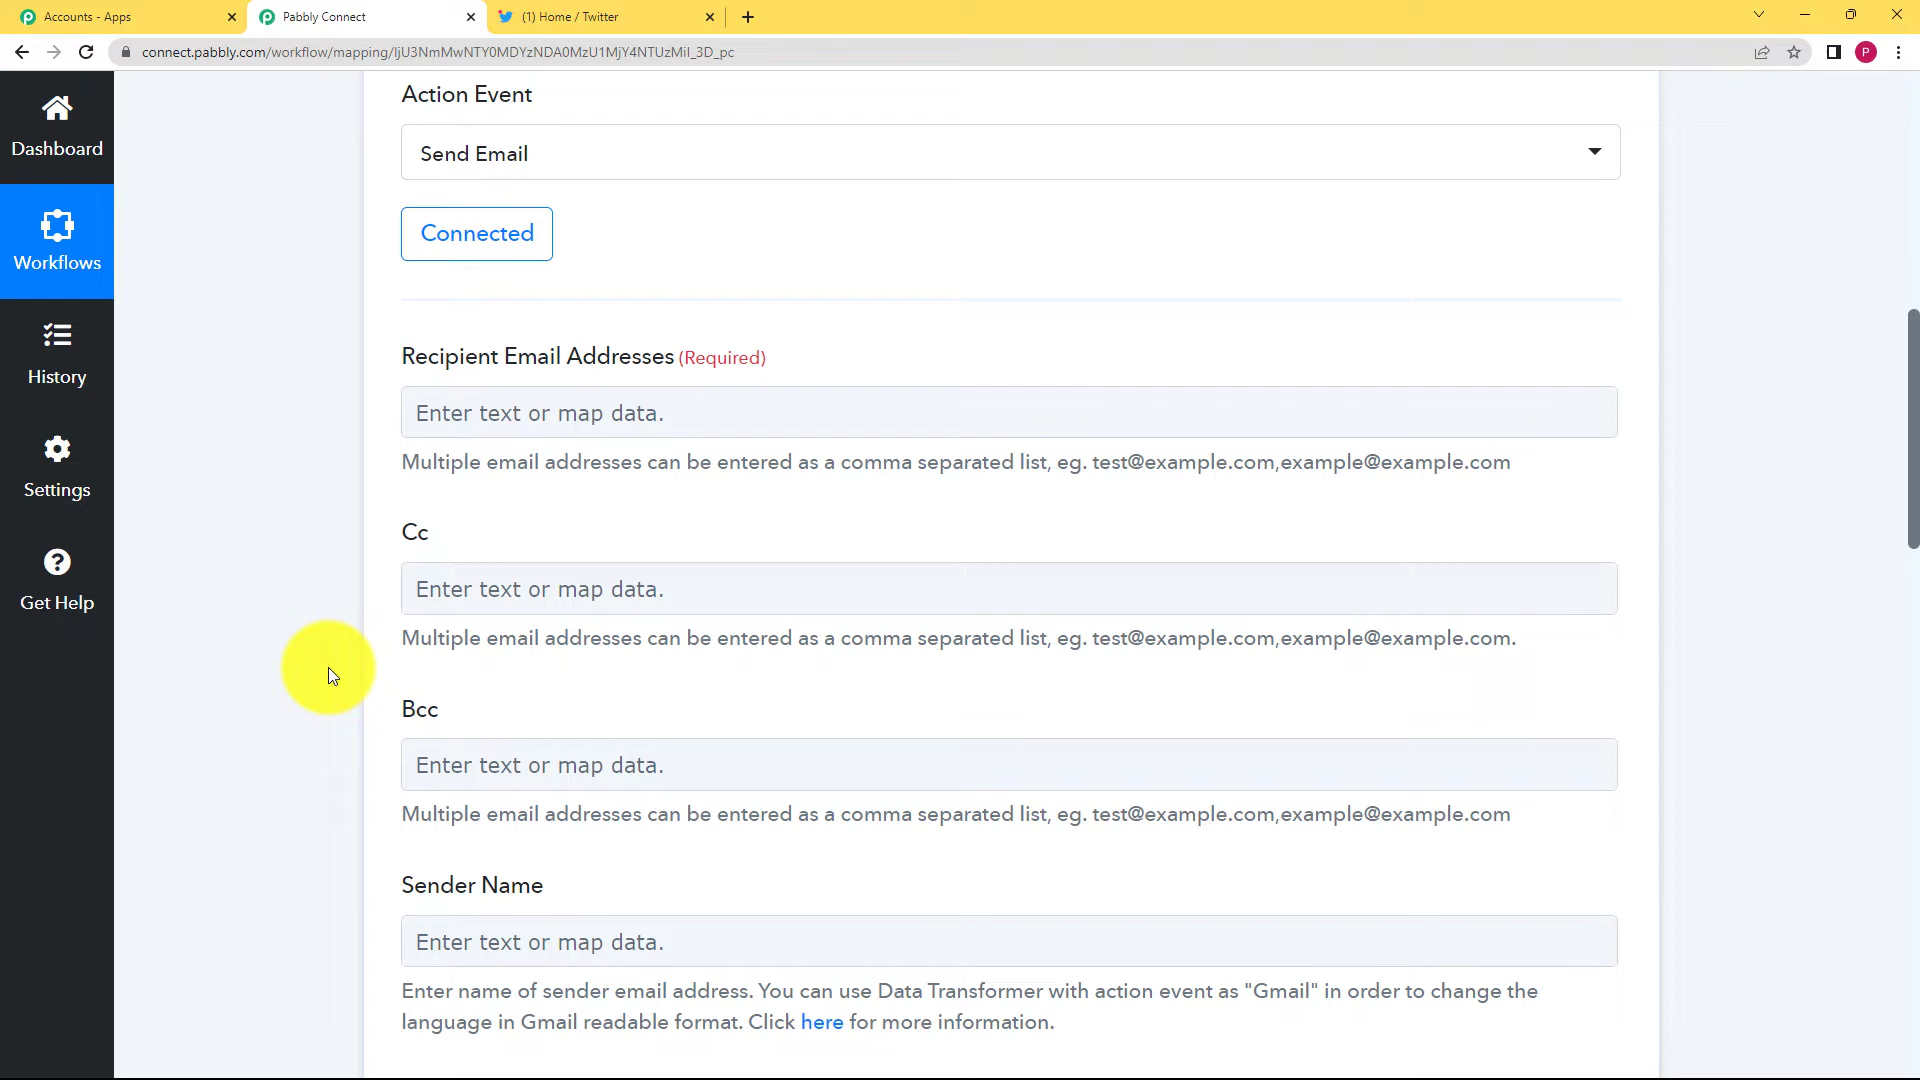 Accounts - Apps
Pabbly Connect
(1) Home / Twitter
connect.pabbly.com/workflow/mapping/IjU3NmMwNTY0MDYzNDA0MzU1MjY4NTUzMiI_3D_pc
P
Dashboard
Workflows
History
Settings
Get Help
Action Event
Send Email
Connected
Recipient Email Addresses (Required)
Enter text or map data.
Multiple email addresses can be entered as a comma separated list, eg. test@example.com,example@example.com
Cc
Enter text or map data.
Multiple email addresses can be entered as a comma separated list, eg. test@example.com,example@example.com.
Bcc
Enter text or map data.
Multiple email addresses can be entered as a comma separated list, eg. test@example.com,example@example.com
Sender Name
Enter text or map data.
Enter name of sender email address. You can use Data Transformer with action event as "Gmail" in order to change the
language in Gmail readable format. Click here for more information.